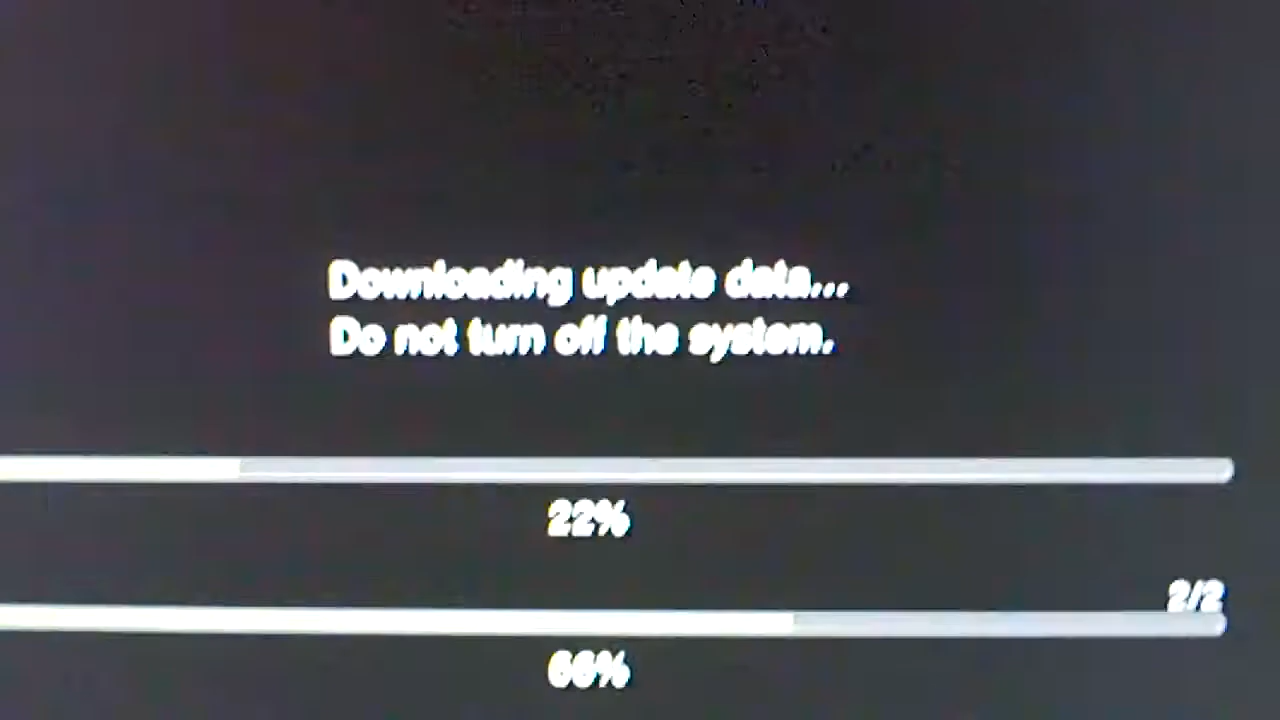 Downloading update data...
Do not turn off the system.
22%
2/2
66%